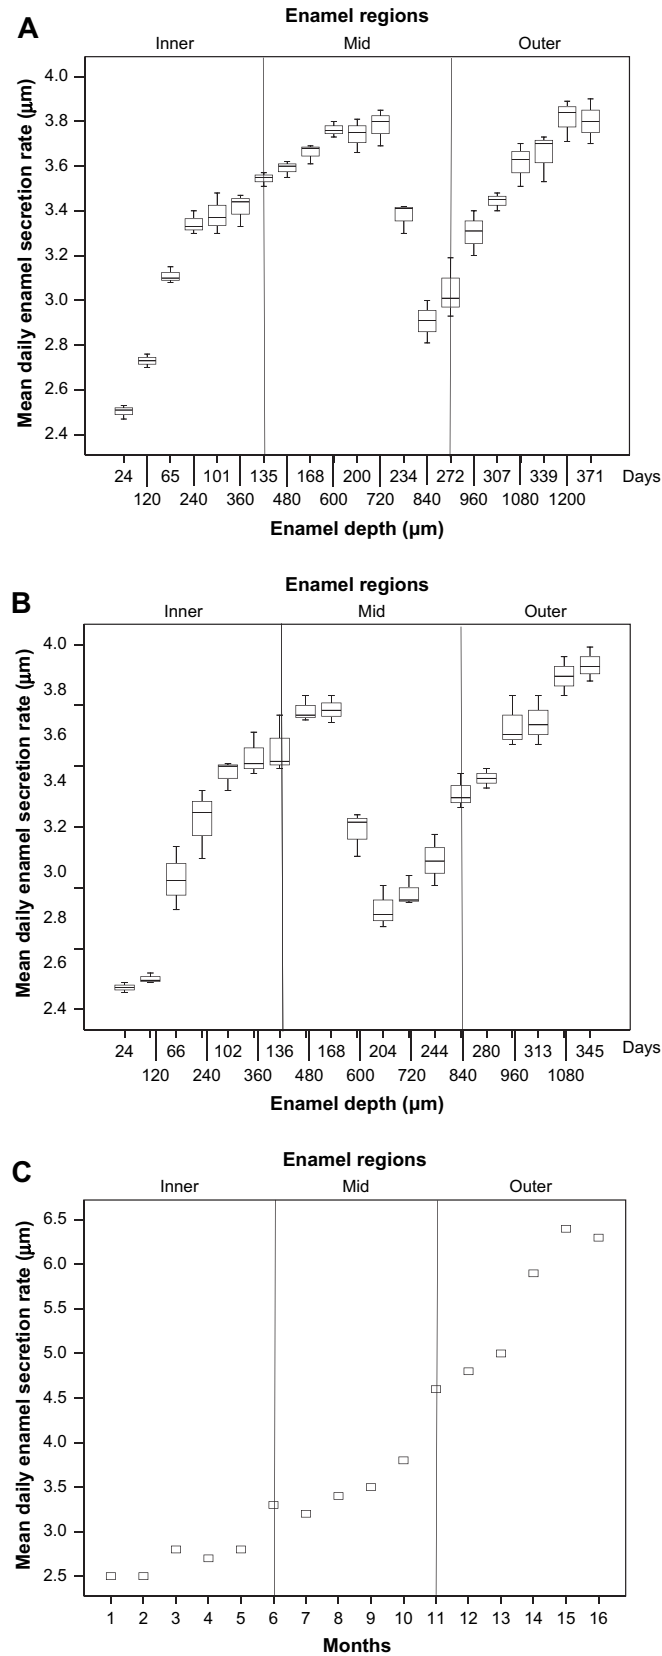 A
Enamel regions
Inner Mid Outer
Mean daily enamel secretion rate (µm)
4.0
3.8
3.6
3.4
3.2
3.0
2.8
2.6
2.4
24 65 101 135 168 200 234 272 307 339 371 Days
120 240 360 480 600 720 840 960 1080 1200
Enamel depth (µm)
B
Enamel regions
Inner Mid Outer
Mean daily enamel secretion rate (µm)
4.0
3.8
3.6
3.4
3.2
3.0
2.8
2.6
2.4
24 66 102 136 168 204 244 280 313 345 Days
120 240 360 480 600 720 840 960 1080
Enamel depth (µm)
C
Enamel regions
Inner Mid Outer
Mean daily enamel secretion rate (µm)
6.5
6.0
5.5
5.0
4.5
4.0
3.5
3.0
2.5
1 2 3 4 5 6 7 8 9 10 11 12 13 14 15 16
Months